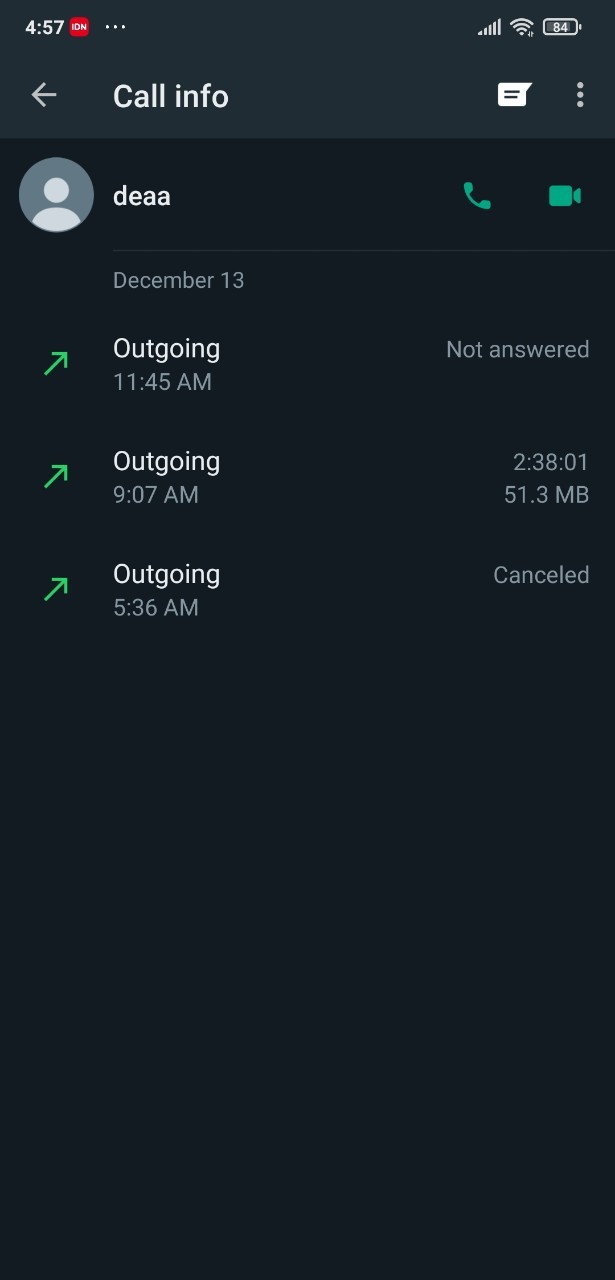 4:57 IDN ... 84
Call info
deaa
December 13
Outgoing Not answered
11:45 AM
Outgoing 2:38:01
9:07 AM 51.3 MB
Outgoing Canceled
5:36 AM